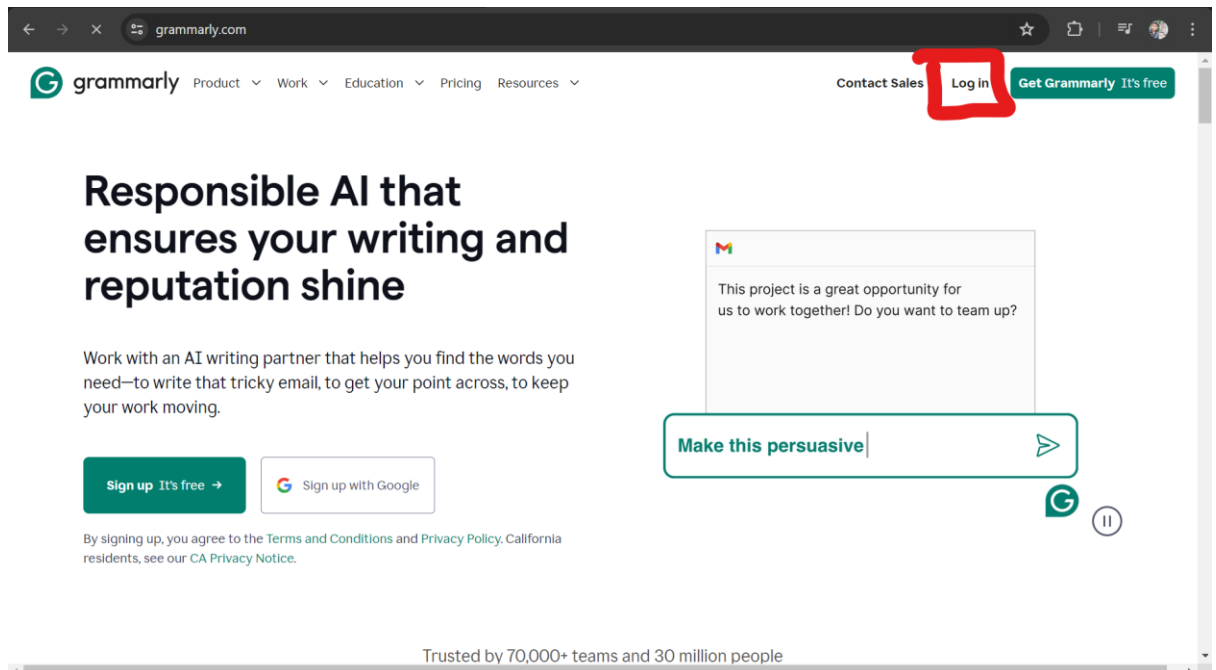 grammarly.com
grammarly Product Work Education Pricing Resources Contact Sales Log in Get Grammarly It's free
Responsible AI that
ensures your writing and
reputation shine
Work with an AI writing partner that helps you find the words you
need—to write that tricky email, to get your point across, to keep
your work moving.
Sign up It's free → Sign up with Google
By signing up, you agree to the Terms and Conditions and Privacy Policy. California
residents, see our CA Privacy Notice.
This project is a great opportunity for
us to work together! Do you want to team up?
Make this persuasive
Trusted by 70,000+ teams and 30 million people